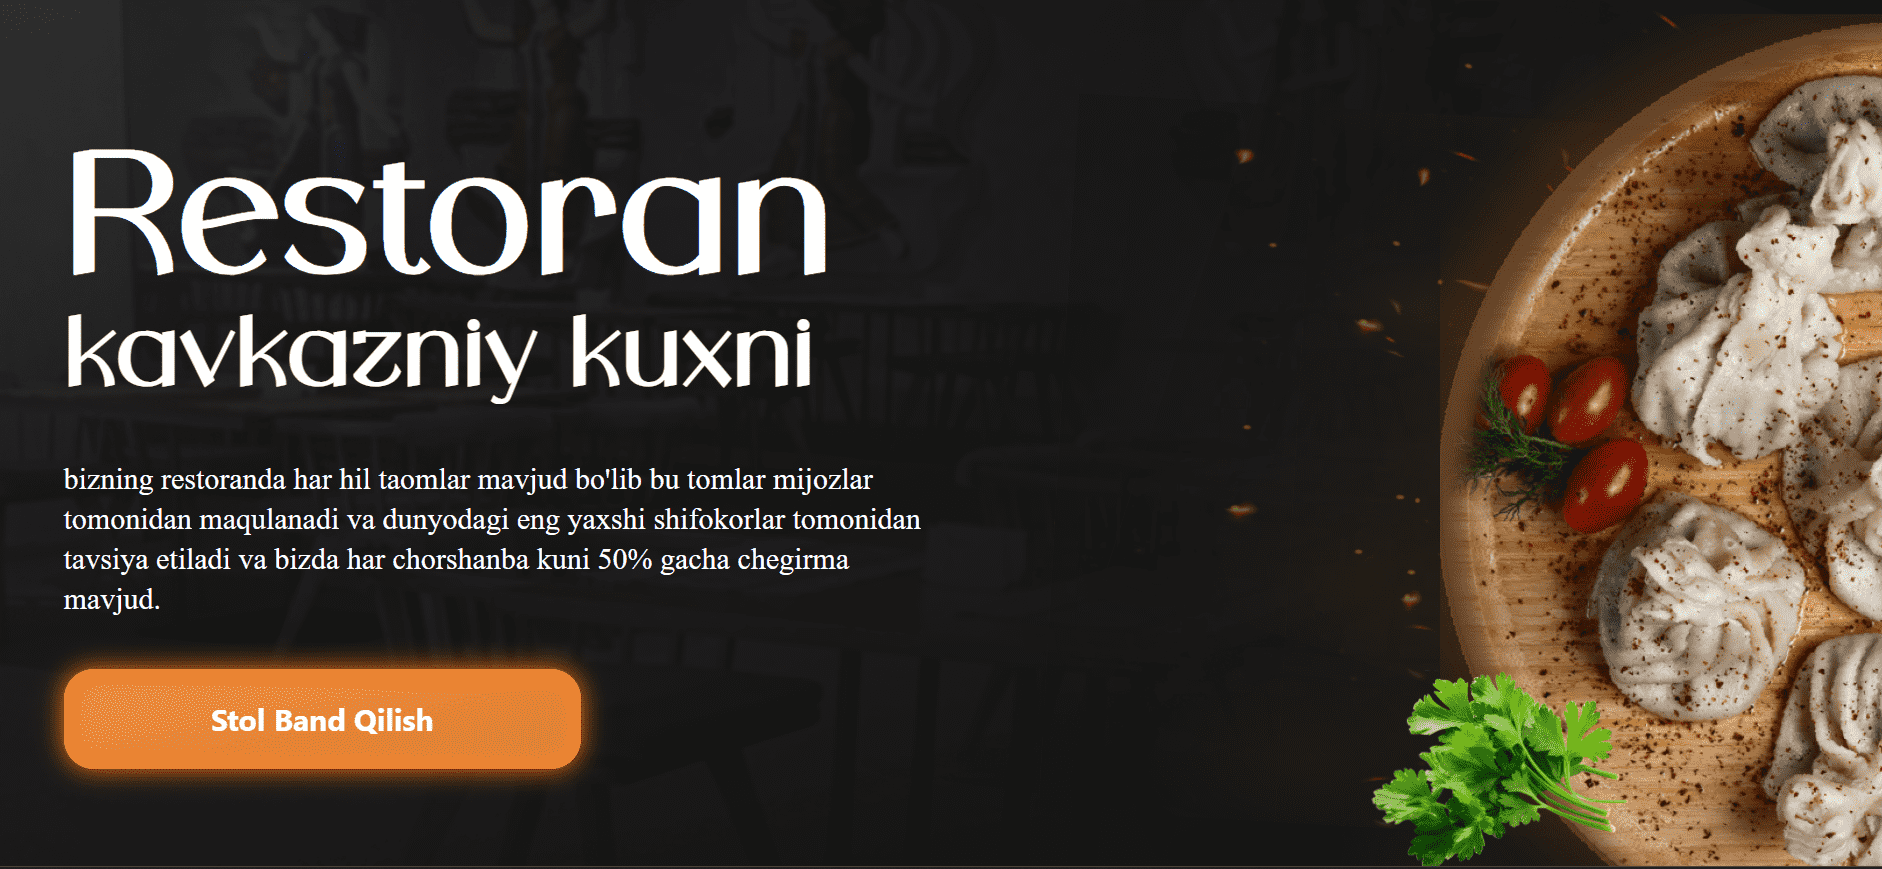 Restoran
kavkazniy kuxni
bizning restoranda har hil taomlar mavjud bo'lib bu tomlar mijozlar
tomonidan maqulanadi va dunyodagi eng yaxshi shifokorlar tomonidan
tavsiya etiladi va bizda har chorshanba kuni 50% gacha chegirma
mavjud.
Stol Band Qilish